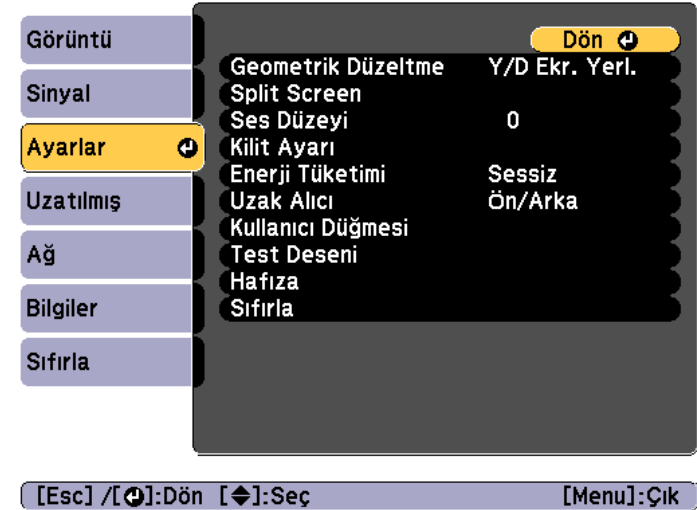 Görüntü
Sinyal
Ayarlar
Uzatılmış
Ağ
Bilgiler
Sıfırla
Dön
Geometrik Düzeltme Y/D Ekr. Yerl.
Split Screen
Ses Düzeyi 0
Kilit Ayarı
Enerji Tüketimi Sessiz
Uzak Alıcı Ön/Arka
Kullanıcı Düğmesi
Test Deseni
Hafıza
Sıfırla
[Esc] /[⏎]:Dön [◆]:Seç [Menu]:Çık